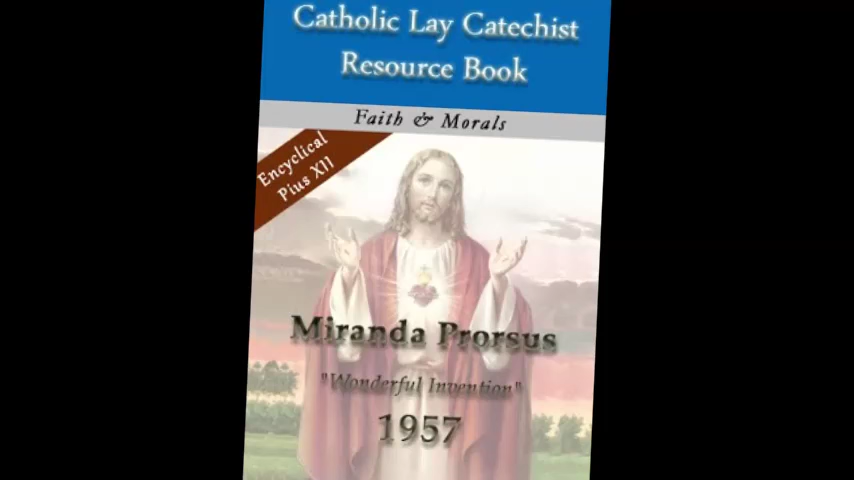 Catholic Lay Catechist
Resource Book
Faith & Morals
Encyclical
Pius XII
Miranda Prorsus
"Wonderful Invention"
1957